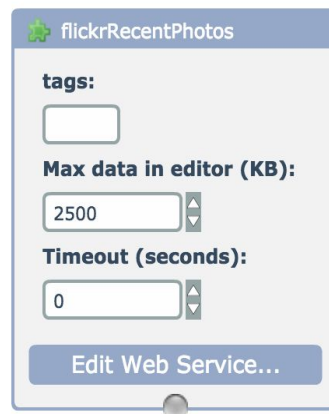 flickrRecentPhotos
tags:
Max data in editor (KB):
2500
Timeout (seconds):
0
Edit Web Service...